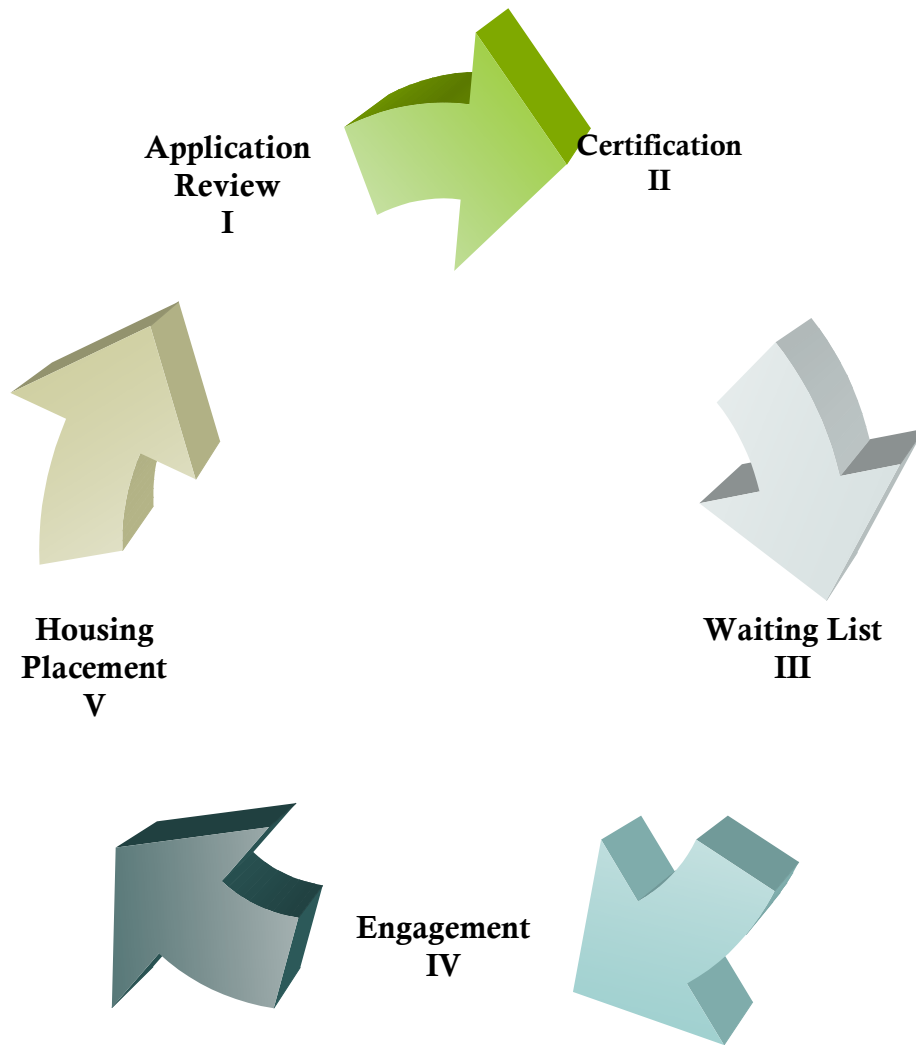 Application
Review
I
Certification
II
Waiting List
III
Engagement
IV
Housing
Placement
V